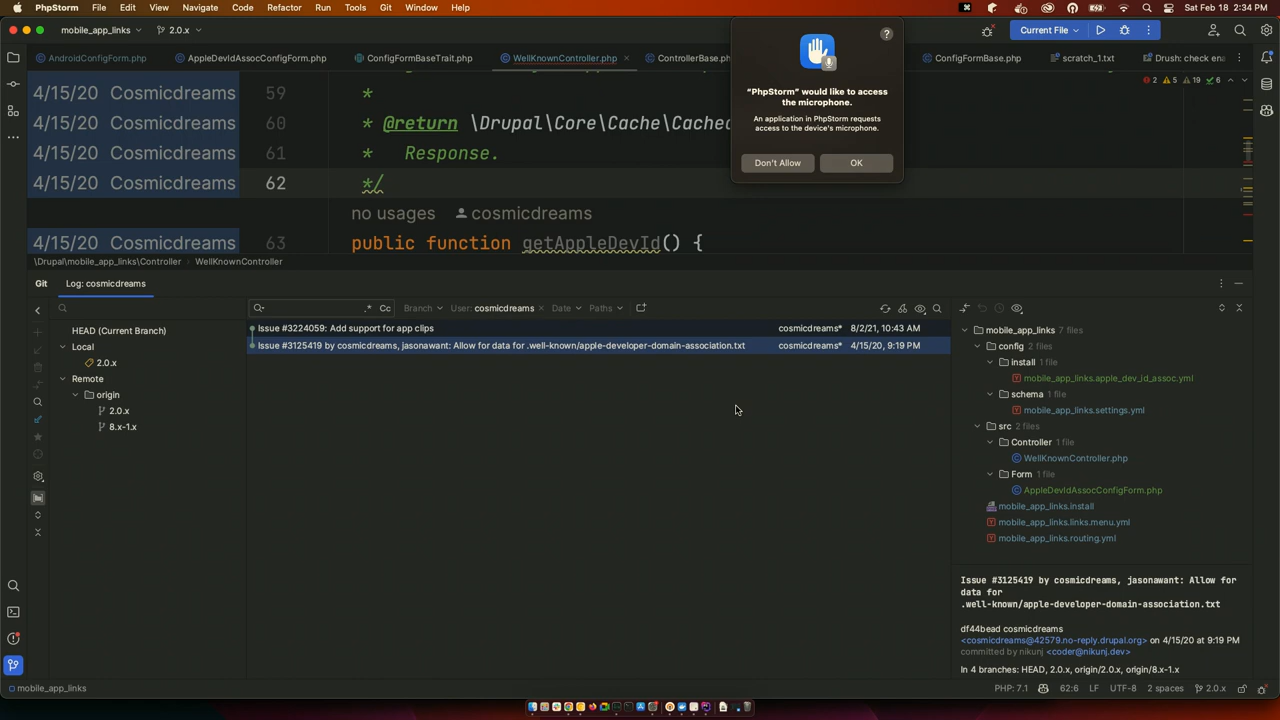 PhpStorm File Edit View Navigate Code Refactor Run Tools Git Window Help Sat Feb 18 2:34 PM
mobile_app_links 2.0.x Current File
AndroidConfigForm.php AppleDevIdAssocConfigForm.php ConfigFormBaseTrait.php WellKnownController.php ControllerBase.ph ConfigFormBase.php scratch_1.txt Drush: check ena
2 5 19 6
4/15/20 Cosmicdreams 59 *
4/15/20 Cosmicdreams 60 * @return \Drupal\Core\Cache\Cache
4/15/20 Cosmicdreams 61 * Response.
4/15/20 Cosmicdreams 62 */
no usages cosmicdreams
4/15/20 Cosmicdreams 63 public function getAppleDevId() {
?
“PhpStorm” would like to access
the microphone.
An application in PhpStorm requests
access to the device's microphone.
Don't Allow OK
\Drupal\mobile_app_links\Controller WellKnownController
Git Log: cosmicdreams
.* Cc Branch User: cosmicdreams Date Paths
HEAD (Current Branch)
Local
2.0.x
Remote
origin
2.0.x
8.x-1.x
Issue #3224059: Add support for app clips cosmicdreams* 8/2/21, 10:43 AM
Issue #3125419 by cosmicdreams, jasonawant: Allow for data for .well-known/apple-developer-domain-association.txt cosmicdreams* 4/15/20, 9:19 PM
mobile_app_links 7 files
config 2 files
install 1 file
mobile_app_links.apple_dev_id_assoc.yml
schema 1 file
mobile_app_links.settings.yml
src 2 files
Controller 1 file
WellKnownController.php
Form 1 file
AppleDevIdAssocConfigForm.php
mobile_app_links.install
mobile_app_links.links.menu.yml
mobile_app_links.routing.yml
Issue #3125419 by cosmicdreams, jasonawant: Allow for
data for
.well-known/apple-developer-domain-association.txt
df44bead cosmicdreams
<cosmicdreams@42579.no-reply.drupal.org> on 4/15/20 at 9:19 PM
committed by nikunj <coder@nikunj.dev>
In 4 branches: HEAD, 2.0.x, origin/2.0.x, origin/8.x-1.x
mobile_app_links PHP: 7.1 62:6 LF UTF-8 2 spaces 2.0.x